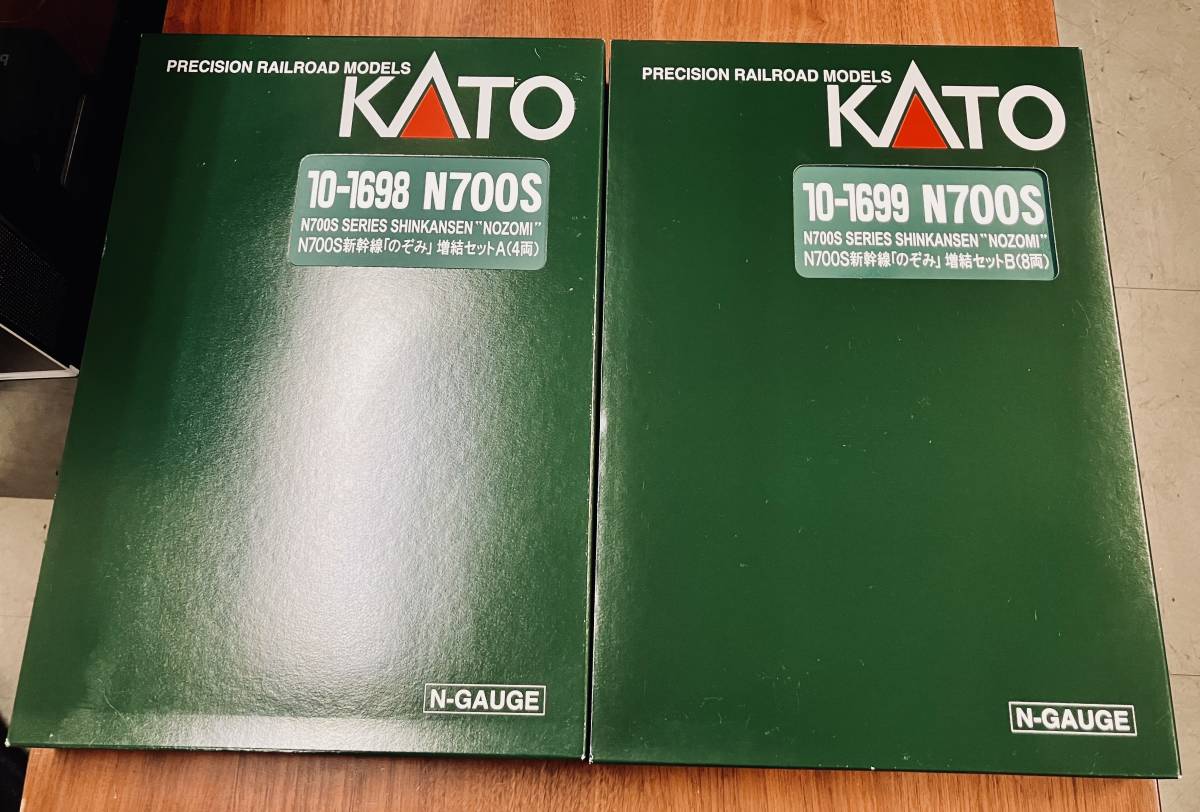 PRECISION RAILROAD MODELS
KATO
10-1698 N700S
N700S SERIES SHINKANSEN "NOZOMI"
N700S新幹線「のぞみ」増結セットA(4両)
N-GAUGE
PRECISION RAILROAD MODELS
KATO
10-1699 N700S
N700S SERIES SHINKANSEN "NOZOMI"
N700S新幹線「のぞみ」増結セットB(8両)
N-GAUGE